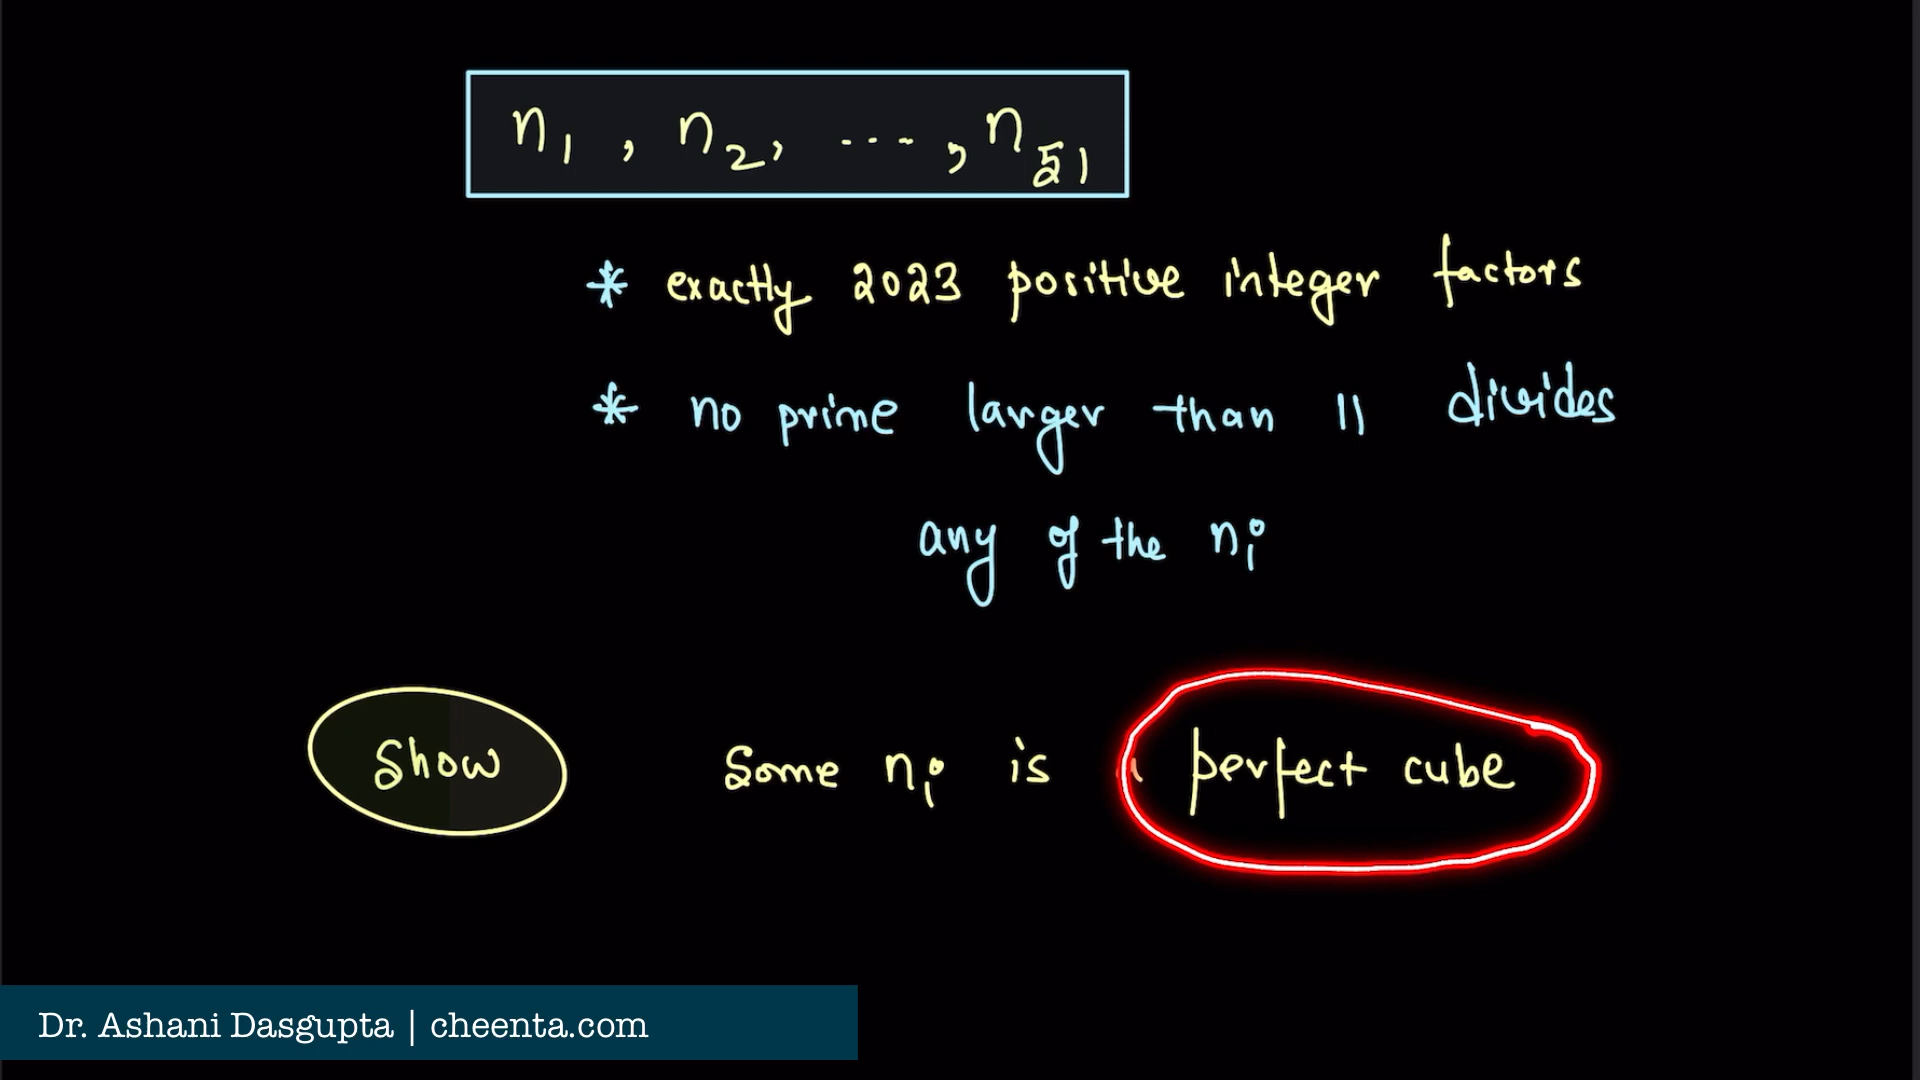 n₁, n₂, ...., n₅₁
* exactly 2023 positive integer factors
* no prime larger than 11 divides
any of the nᵢ
Show some nᵢ is a perfect cube
Dr. Ashani Dasgupta | cheenta.com